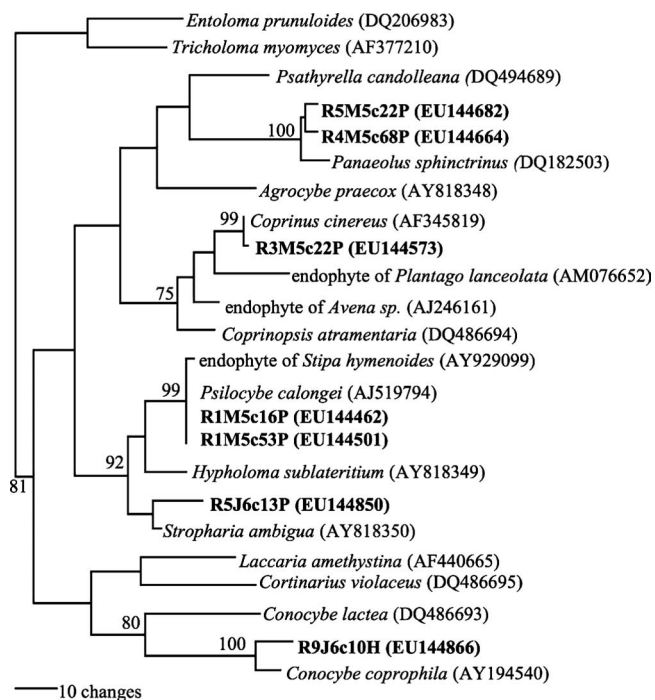 Entoloma prunuloides (DQ206983)
Tricholoma myomyces (AF377210)
Psathyrella candolleana (DQ494689)
R5M5c22P (EU144682)
100
R4M5c68P (EU144664)
Panaeolus sphinctrinus (DQ182503)
Agrocybe praecox (AY818348)
99
Coprinus cinereus (AF345819)
R3M5c22P (EU144573)
endophyte of Plantago lanceolata (AM076652)
75
endophyte of Avena sp. (AJ246161)
Coprinopsis atramentaria (DQ486694)
endophyte of Stipa hymenoides (AY929099)
99
Psilocybe calongei (AJ519794)
R1M5c16P (EU144462)
R1M5c53P (EU144501)
92
Hypholoma sublateritium (AY818349)
81
R5J6c13P (EU144850)
Stropharia ambigua (AY818350)
Laccaria amethystina (AF440665)
Cortinarius violaceus (DQ486695)
Conocybe lactea (DQ486693)
80
100
R9J6c10H (EU144866)
Conocybe coprophila (AY194540)
10 changes